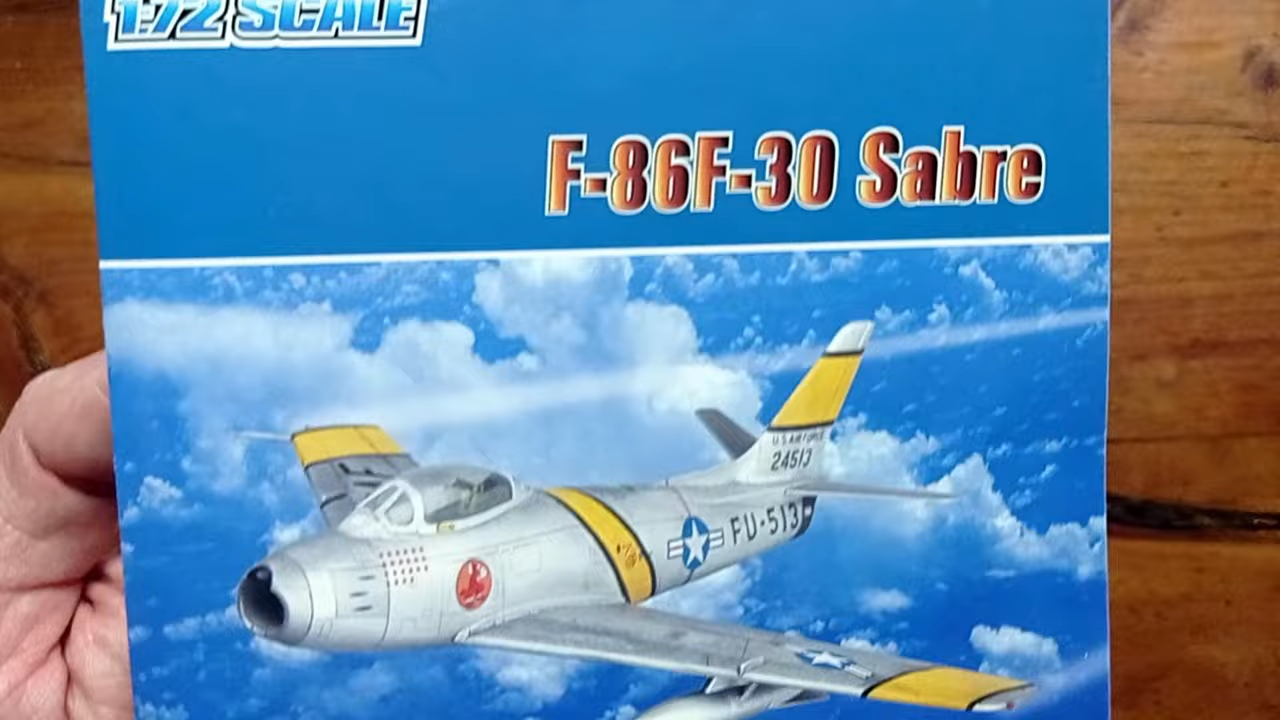 1:72 SCALE
F-86F-30 Sabre
U.S. AIR FORCE
24513
FU-513